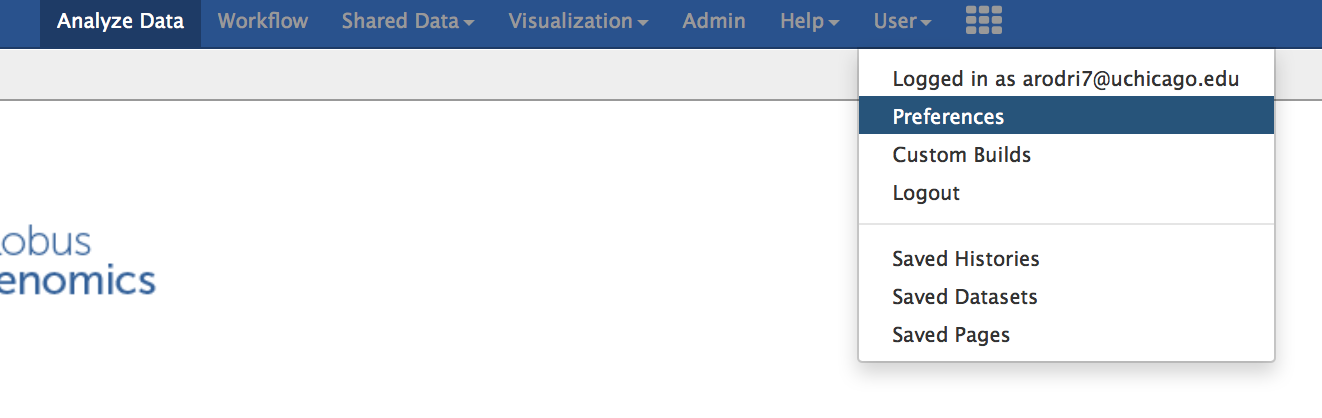 Analyze Data Workflow Shared Data Visualization Admin Help User
Logged in as arodri7@uchicago.edu
Preferences
Custom Builds
Logout
Saved Histories
Saved Datasets
Saved Pages
obus
enomics